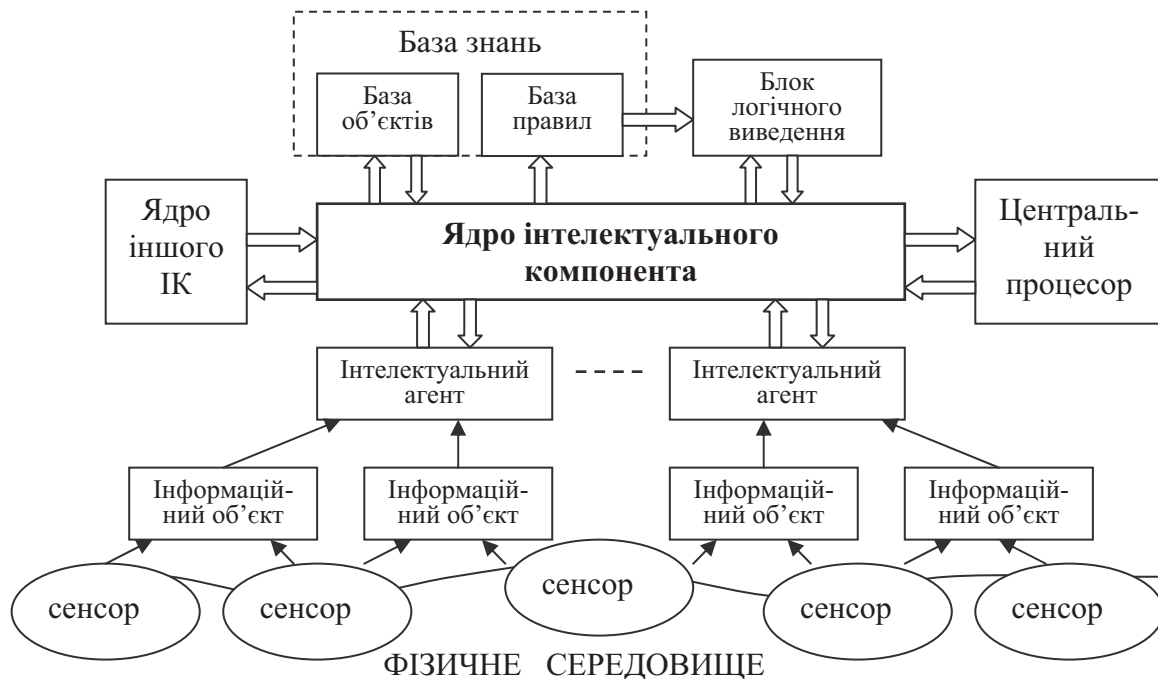 База знань
База
об’єктів
База
правил
Блок
логічного
виведення
Ядро
іншого
ІК
Ядро інтелектуального
компонента
Централь-
ний
процесор
Інтелектуальний
агент
Інтелектуальний
агент
Інформацій-
ний об’єкт
Інформацій-
ний об’єкт
Інформацій-
ний об’єкт
Інформацій-
ний об’єкт
сенсор
сенсор
сенсор
сенсор
сенсор
ФІЗИЧНЕ СЕРЕДОВИЩЕ